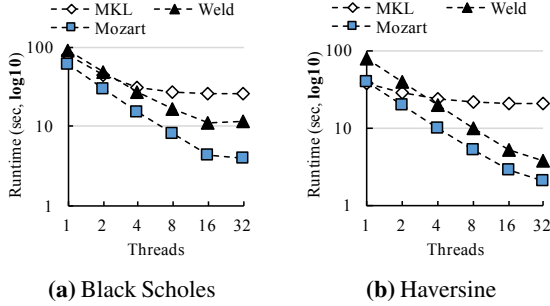 MKL Weld
Mozart
100
10
1
Runtime (sec, log10)
1 2 4 8 16 32
Threads
(a) Black Scholes
MKL Weld
Mozart
100
10
1
Runtime (sec, log10)
1 2 4 8 16 32
Threads
(b) Haversine